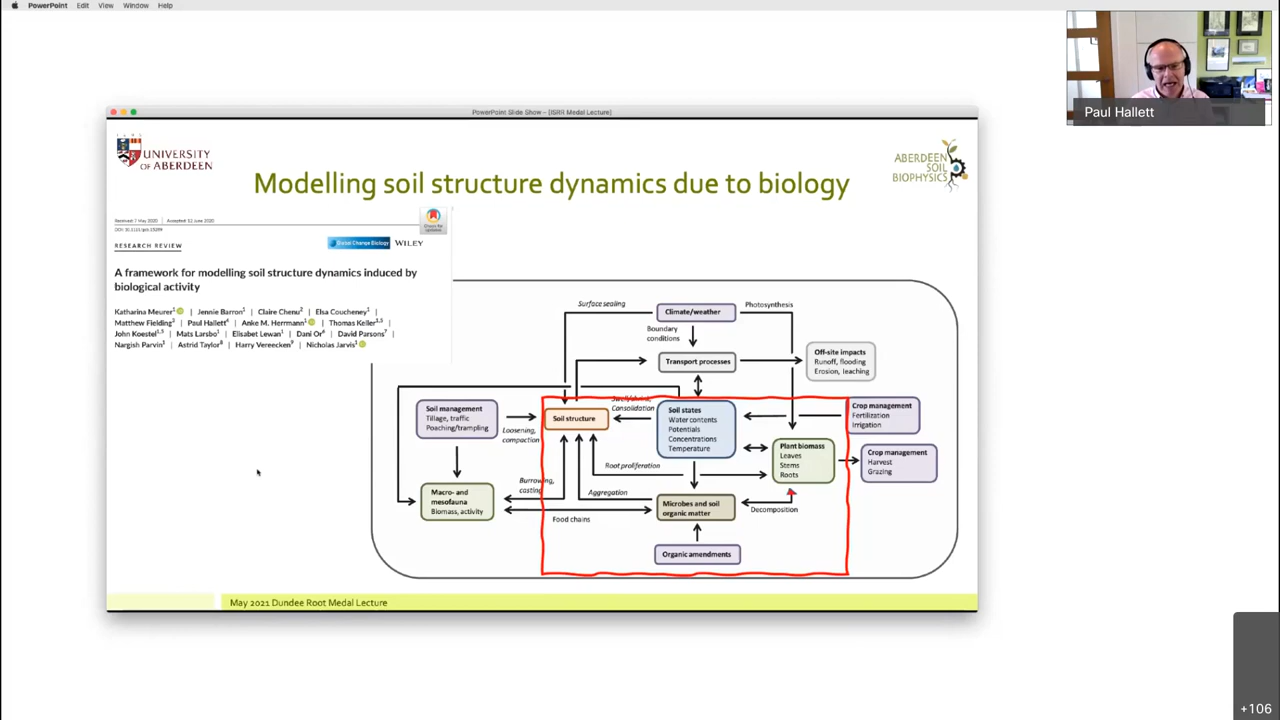 PowerPoint Edit View Window Help
Paul Hallett
PowerPoint Slide Show - [ISRR Medal Lecture]
UNIVERSITY
OF ABERDEEN
ABERDEEN
SOIL
BIOPHYSICS
Modelling soil structure dynamics due to biology
Received: 7 May 2020 | Accepted: 12 June 2020
RESEARCH REVIEW
Global Change Biology WILEY
A framework for modelling soil structure dynamics induced by
biological activity
Katharina Meurer¹ | Jennie Barron¹ | Claire Chenu² | Elsa Coucheney¹ |
Matthew Fielding¹ | Paul Hallett⁴ | Anke M. Herrmann¹ | Thomas Keller¹,⁵ |
John Koestel¹,⁵ | Mats Larsbo¹ | Elisabet Lewan¹ | Dani Or⁶ | David Parsons⁷ |
Nargish Parvin¹ | Astrid Taylor⁸ | Harry Vereecken⁹ | Nicholas Jarvis¹
Surface sealing
Climate/weather
Photosynthesis
Boundary
conditions
Transport processes
Off-site impacts
Runoff, flooding
Erosion, leaching
Soil management
Tillage, traffic
Poaching/trampling
Loosening,
compaction
Soil structure
Swell/shrink,
Consolidation
Soil states
Water contents
Potentials
Concentrations
Temperature
Crop management
Fertilization
Irrigation
Plant biomass
Leaves
Stems
Roots
Crop management
Harvest
Grazing
Root proliferation
Burrowing,
casting
Aggregation
Macro- and
mesofauna
Biomass, activity
Food chains
Microbes and soil
organic matter
Decomposition
Organic amendments
May 2021 Dundee Root Medal Lecture
+106